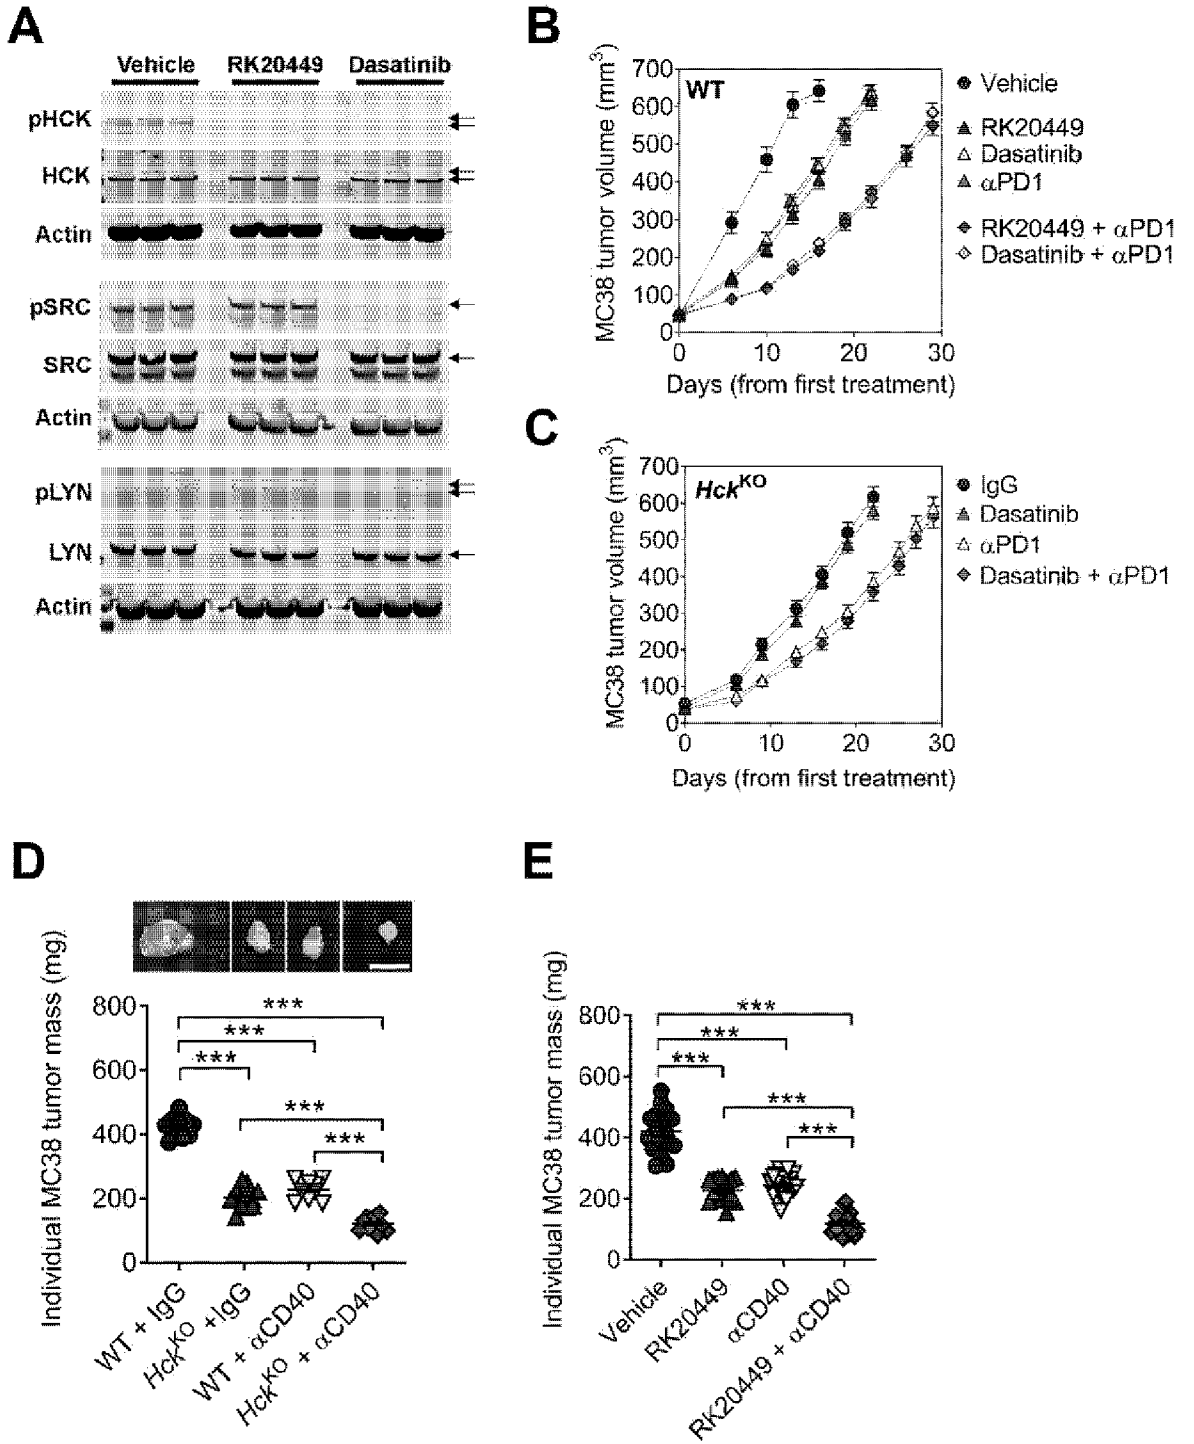 A
Vehicle RK20449 Dasatinib
pHCK
HCK
Actin
pSRC
SRC
Actin
pLYN
LYN
Actin
B
MC38 tumor volume (mm3)
700
600
500
400
300
200
100
0
WT
0 10 20 30
Days (from first treatment)
Vehicle
RK20449
Dasatinib
αPD1
RK20449 + αPD1
Dasatinib + αPD1
C
MC38 tumor volume (mm3)
700
600
500
400
300
200
100
0
HckKO
0 10 20 30
Days (from first treatment)
IgG
Dasatinib
αPD1
Dasatinib + αPD1
D
Individual MC38 tumor mass (mg)
800
600
400
200
0
***
***
***
***
***
WT + IgG
HckKO +IgG
WT + αCD40
HckKO + αCD40
E
Individual MC38 tumor mass (mg)
800
600
400
200
0
***
***
***
***
***
Vehicle
RK20449
αCD40
RK20449 + αCD40